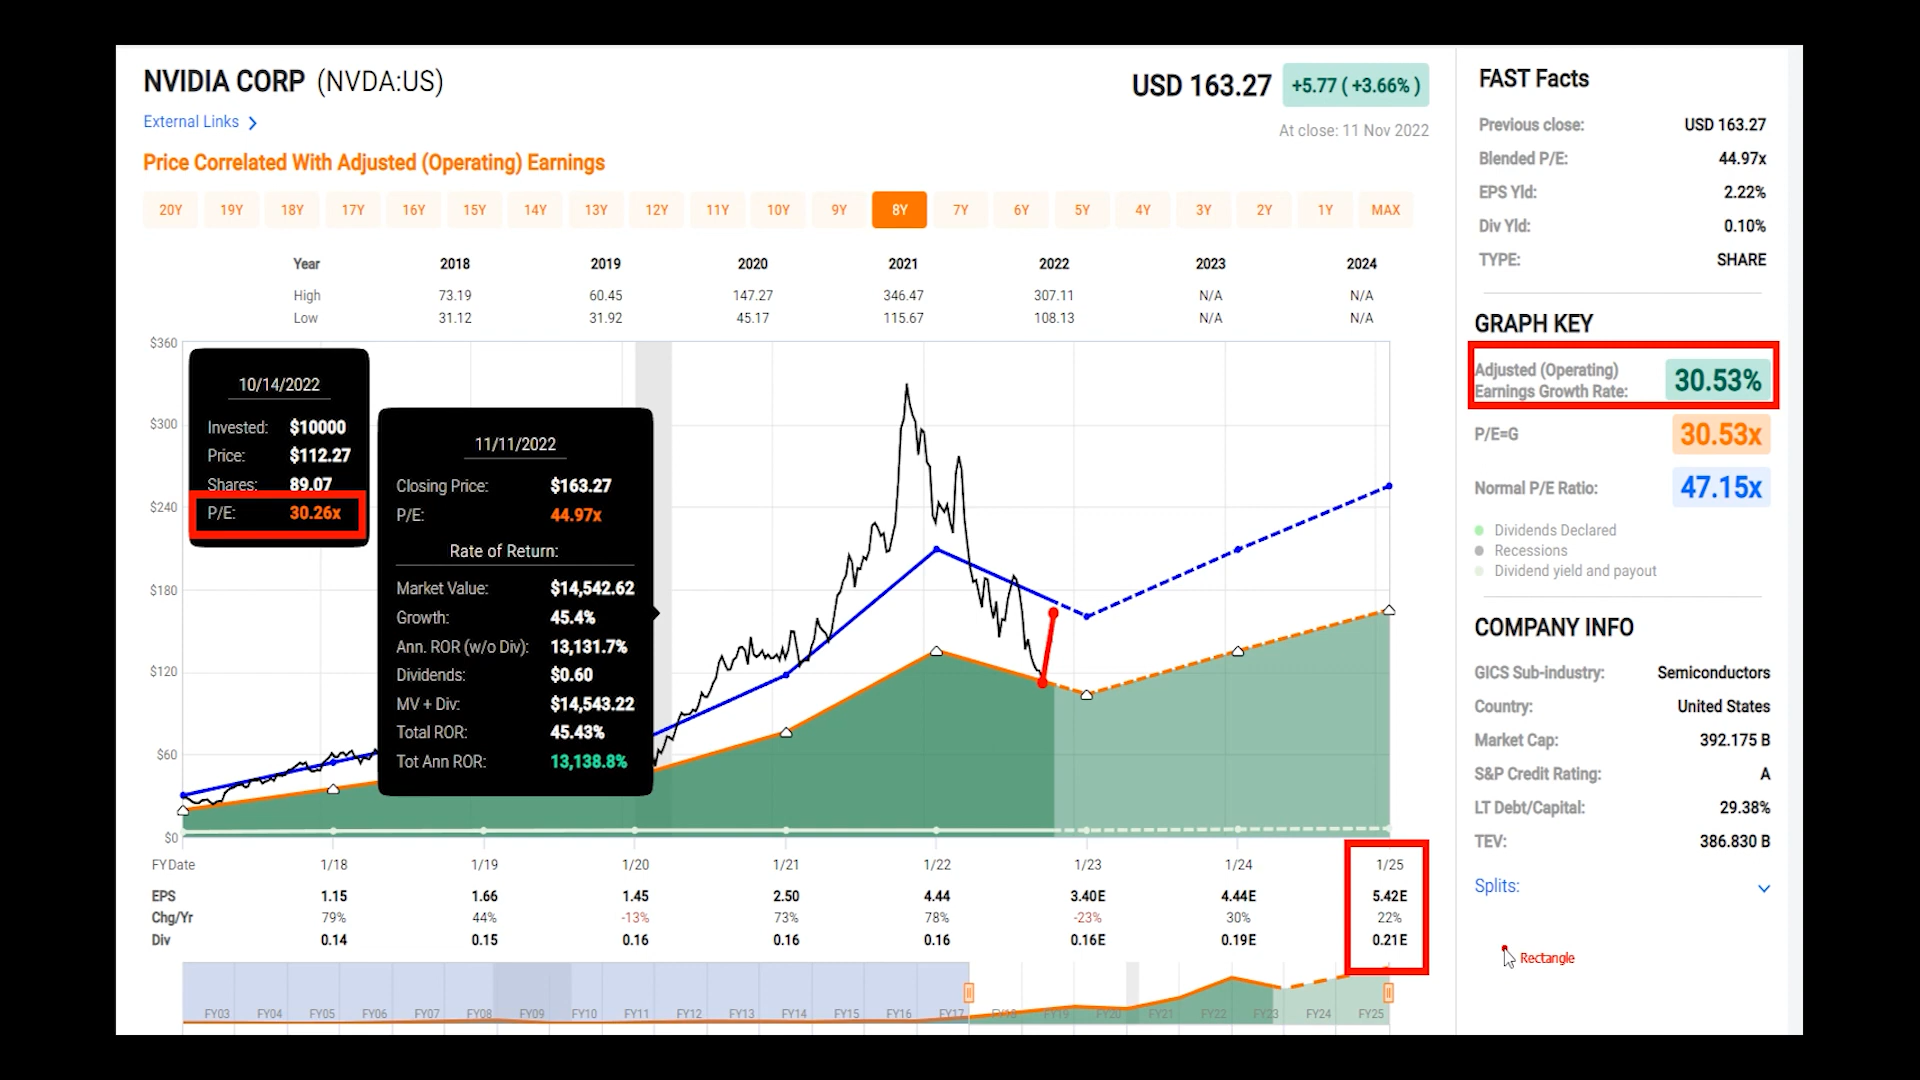 NVIDIA CORP (NVDA:US)
USD 163.27 +5.77 ( +3.66% )
External Links
At close: 11 Nov 2022
Price Correlated With Adjusted (Operating) Earnings
20Y 19Y 18Y 17Y 16Y 15Y 14Y 13Y 12Y 11Y 10Y 9Y 8Y 7Y 6Y 5Y 4Y 3Y 2Y 1Y MAX
Year 2018 2019 2020 2021 2022 2023 2024
High 73.19 60.45 147.27 346.47 307.11 N/A N/A
Low 31.12 31.92 45.17 115.67 108.13 N/A N/A
$360
$300
$240
$180
$120
$60
$0
10/14/2022
Invested: $10000
Price: $112.27
Shares: 89.07
P/E: 30.26x
11/11/2022
Closing Price: $163.27
P/E: 44.97x
Rate of Return:
Market Value: $14,542.62
Growth: 45.4%
Ann. ROR (w/o Div): 13,131.7%
Dividends: $0.60
MV + Div: $14,543.22
Total ROR: 45.43%
Tot Ann ROR: 13,138.8%
FY Date 1/18 1/19 1/20 1/21 1/22 1/23 1/24 1/25
EPS 1.15 1.66 1.45 2.50 4.44 3.40E 4.44E 5.42E
Chg/Yr 79% 44% -13% 73% 78% -23% 30% 22%
Div 0.14 0.15 0.16 0.16 0.16 0.16E 0.19E 0.21E
FY03 FY04 FY05 FY06 FY07 FY08 FY09 FY10 FY11 FY12 FY13 FY14 FY15 FY16 FY17 FY18 FY19 FY20 FY21 FY22 FY23 FY24 FY25
FAST Facts
Previous close: USD 163.27
Blended P/E: 44.97x
EPS Yld: 2.22%
Div Yld: 0.10%
TYPE: SHARE
GRAPH KEY
Adjusted (Operating)
Earnings Growth Rate: 30.53%
P/E=G 30.53x
Normal P/E Ratio: 47.15x
Dividends Declared
Recessions
Dividend yield and payout
COMPANY INFO
GICS Sub-industry: Semiconductors
Country: United States
Market Cap: 392.175 B
S&P Credit Rating: A
LT Debt/Capital: 29.38%
TEV: 386.830 B
Splits:
Rectangle